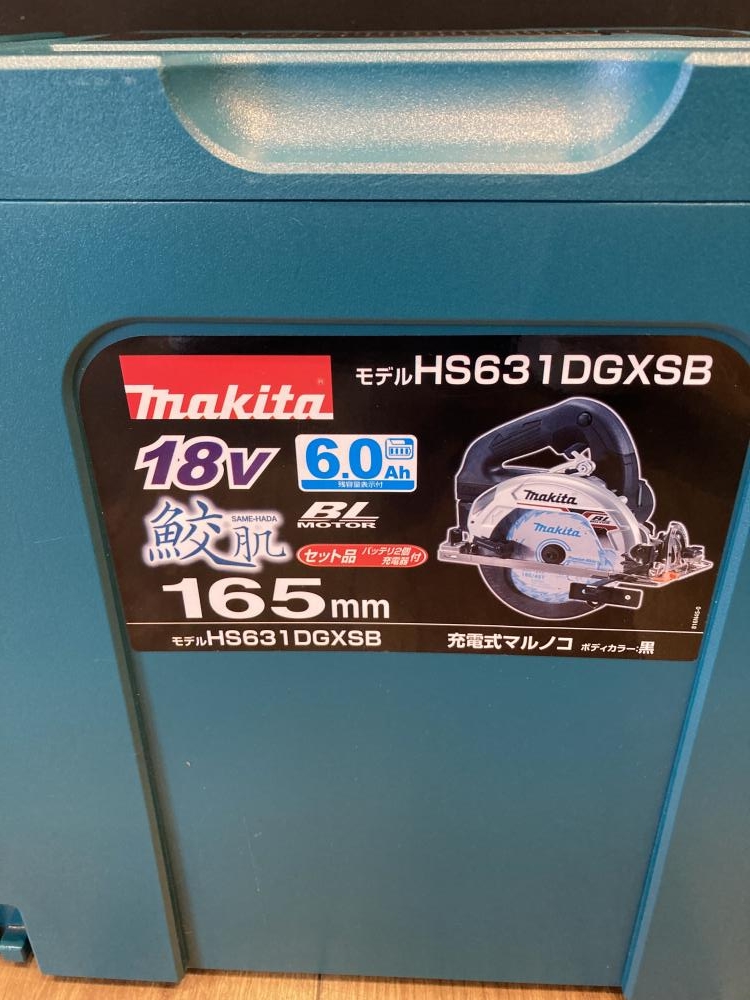 makita
モデルHS631DGXSB
18V
6.0Ah
残容量表示付
鮫肌
SAME-HADA
BL
MOTOR
セット品 バッテリ2個
充電器付
165mm
モデルHS631DGXSB
makita
makita
BL
充電式マルノコ ボディカラー:黒